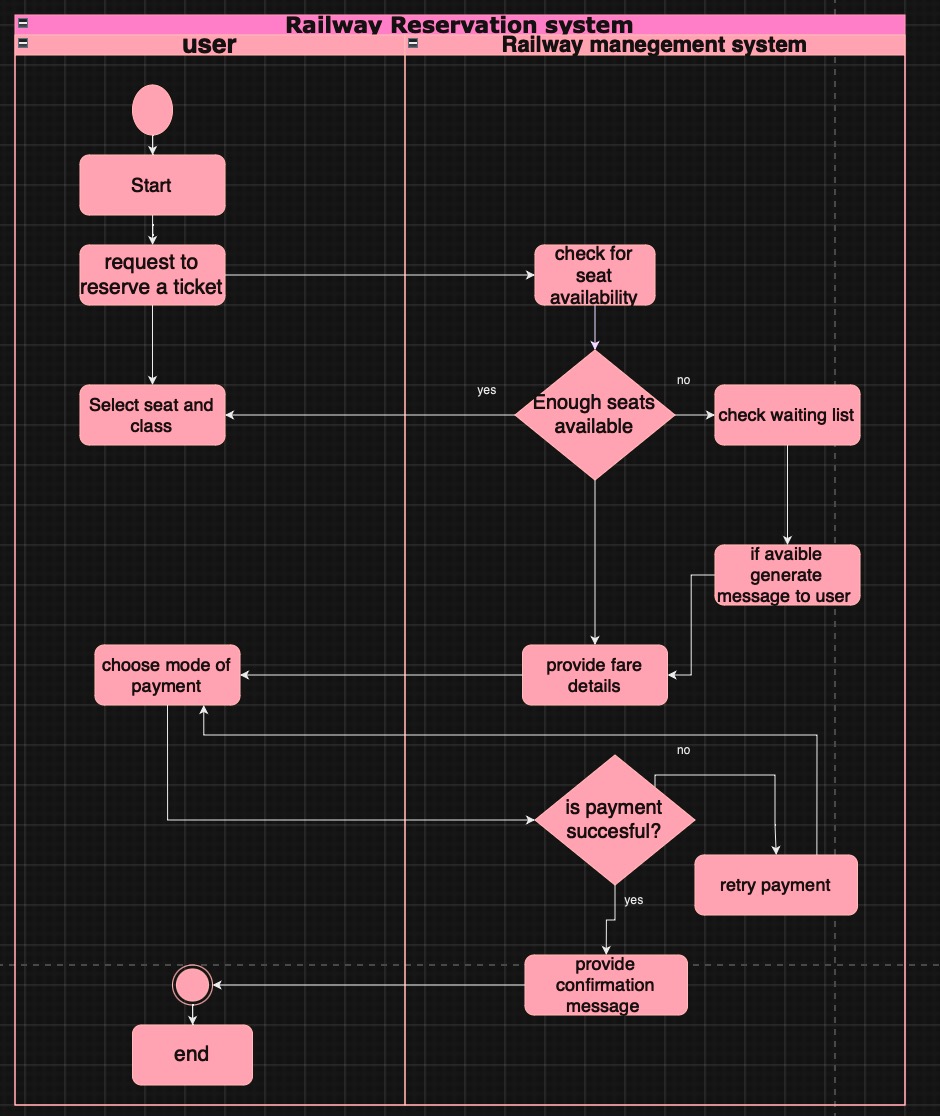 Railway Reservation system
user
Railway manegement system
Start
request to
reserve a ticket
check for
seat
availability
Select seat and
class
yes
Enough seats
available
no
check waiting list
if avaible
generate
message to user
choose mode of
payment
provide fare
details
no
is payment
succesful?
retry payment
yes
provide
confirmation
message
end